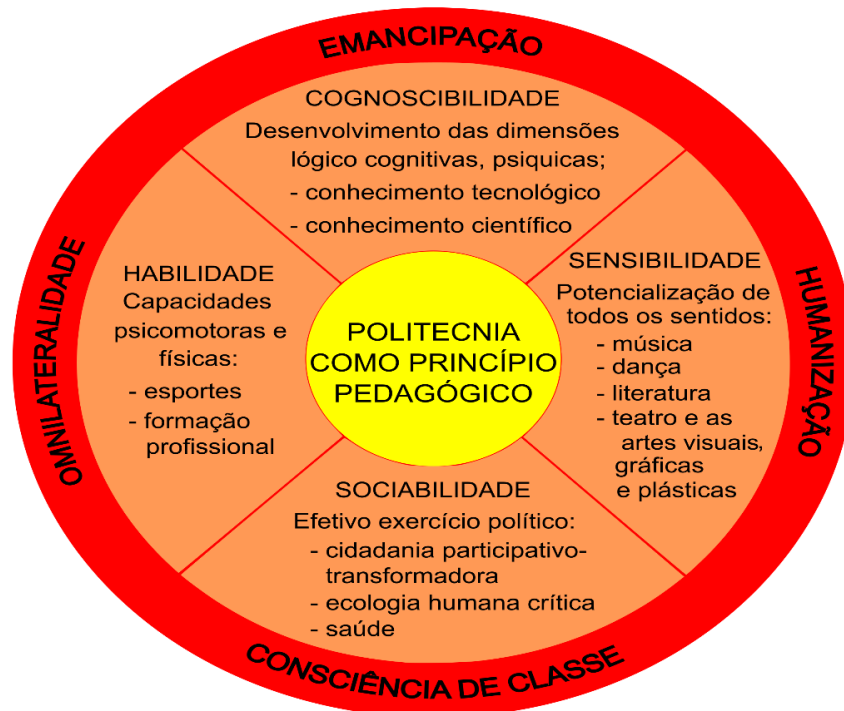 EMANCIPAÇÃO
COGNOSCIBILIDADE
Desenvolvimento das dimensões
lógico cognitivas, psiquicas;
- conhecimento tecnológico
- conhecimento científico
OMNILATERALIDADE
HABILIDADE
Capacidades
psicomotoras e
físicas:
- esportes
- formação
profissional
POLITECNIA
COMO PRINCÍPIO
PEDAGÓGICO
SENSIBILIDADE
Potencialização de
todos os sentidos:
- música
- dança
- literatura
- teatro e as
artes visuais,
gráficas
e plásticas
HUMANIZAÇÃO
SOCIABILIDADE
Efetivo exercício político:
- cidadania participativo-
transformadora
- ecologia humana crítica
- saúde
CONSCIÊNCIA DE CLASSE